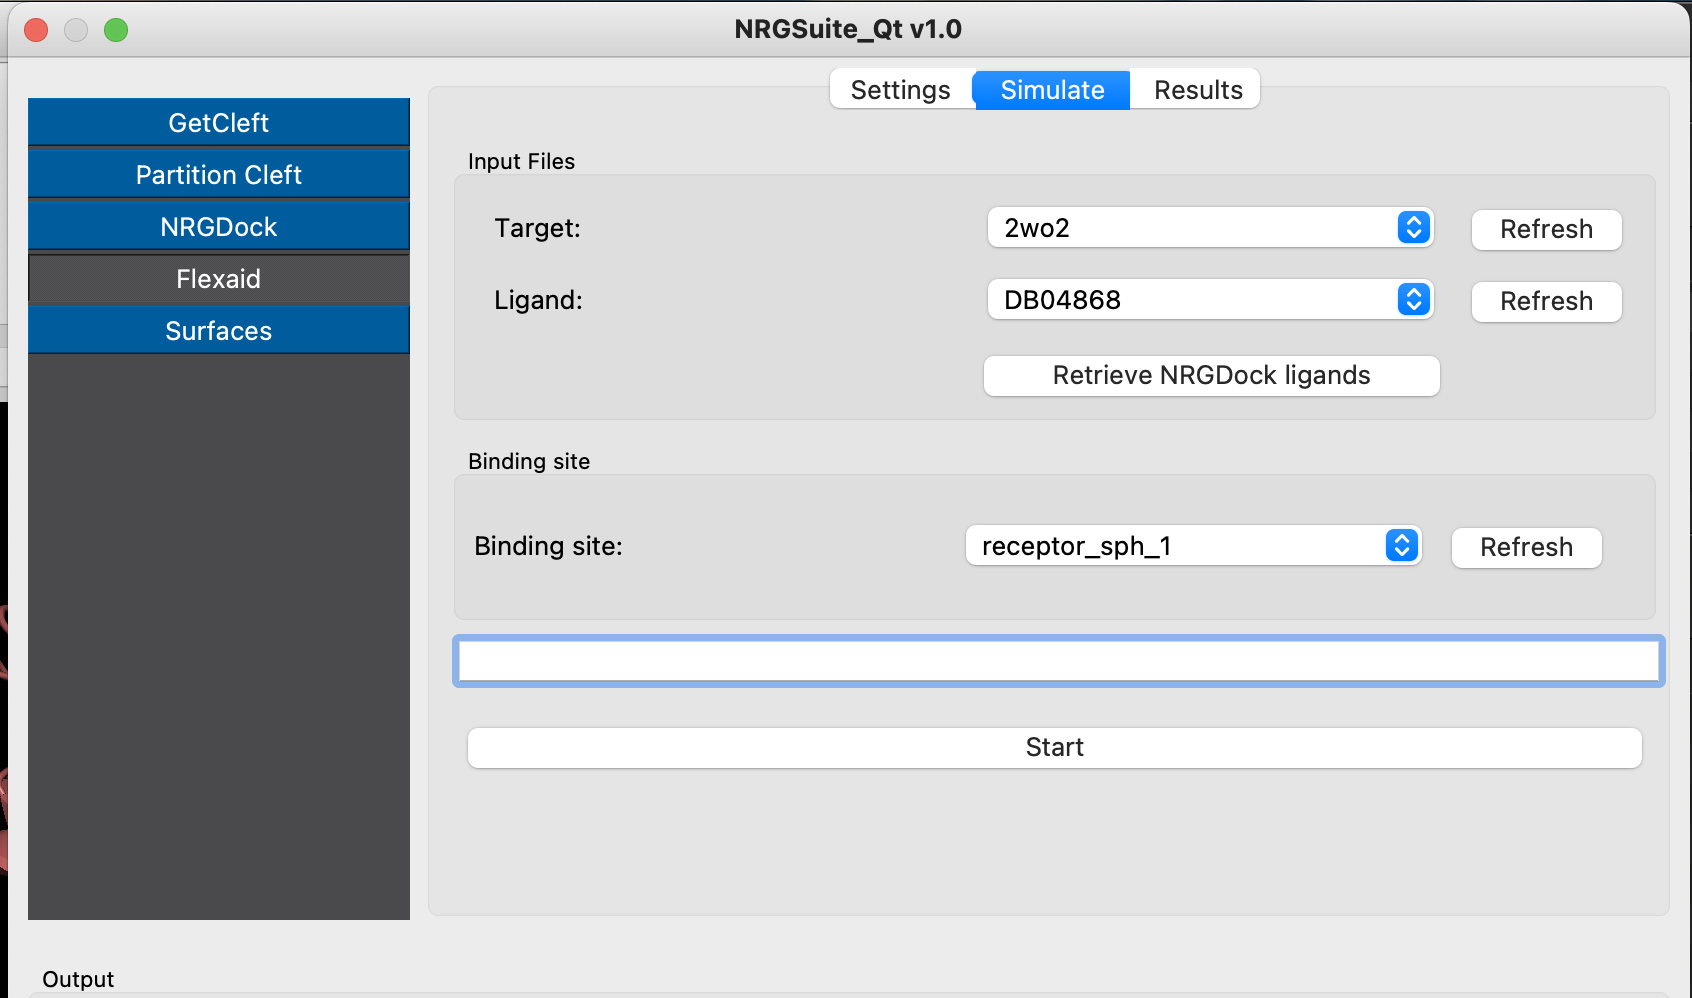 NRGSuite_Qt v1.0
Settings Simulate Results
GetCleft
Partition Cleft
NRGDock
Flexaid
Surfaces
Input Files
Target: 2wo2 Refresh
Ligand: DB04868 Refresh
Retrieve NRGDock ligands
Binding site
Binding site: receptor_sph_1 Refresh
Start
Output